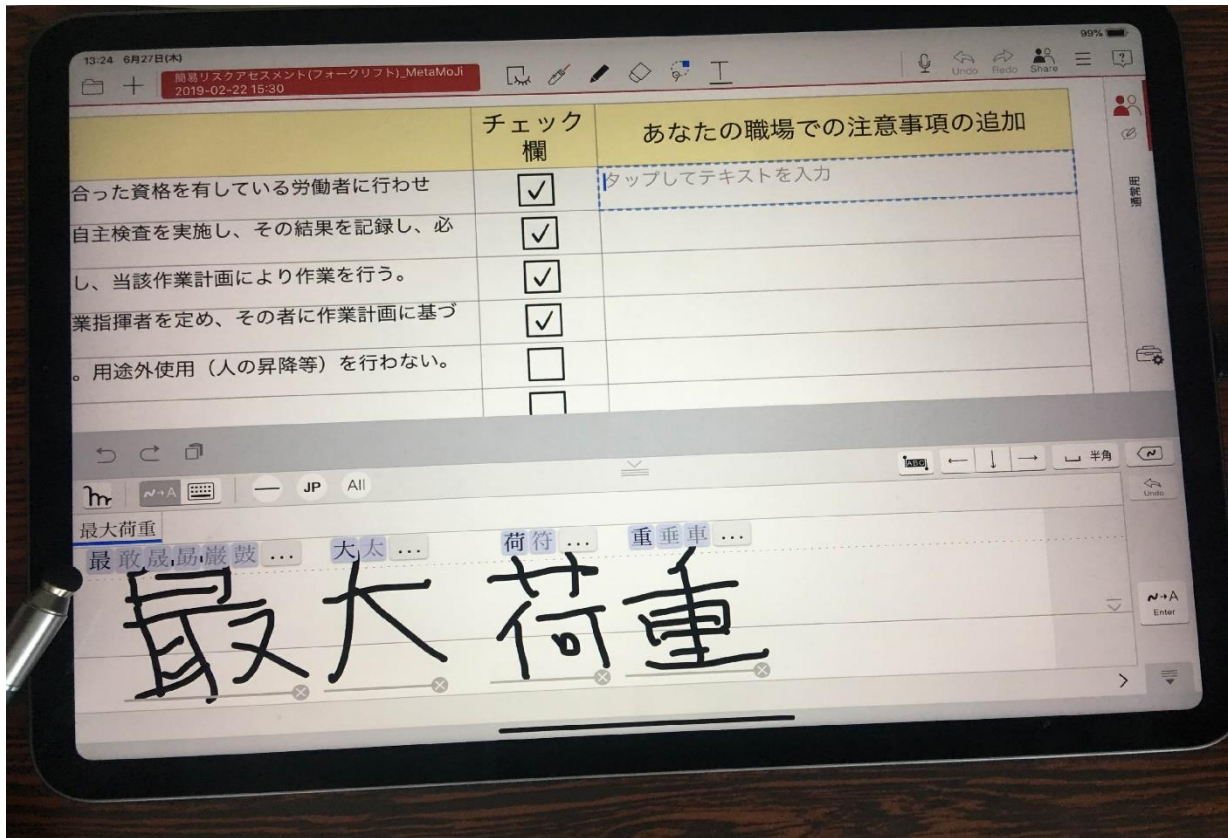 13:24 6月27日(木)
99%
簡易リスクアセスメント(フォークリフト)_MetaMoJi
2019-02-22 15:30
Undo Redo Share
チェック欄
あなたの職場での注意事項の追加
合った資格を有している労働者に行わせ
タップしてテキストを入力
自主検査を実施し、その結果を記録し、必
し、当該作業計画により作業を行う。
業指揮者を定め、その者に作業計画に基づ
。用途外使用（人の昇降等）を行わない。
通常用
ABC ← ↓ → 半角
A JP All
Undo
最大荷重
最 敢 晟 勗 厳 鼓 ... 大 太 ... 荷 符 ... 重 垂 車 ...
最大荷重
A
Enter